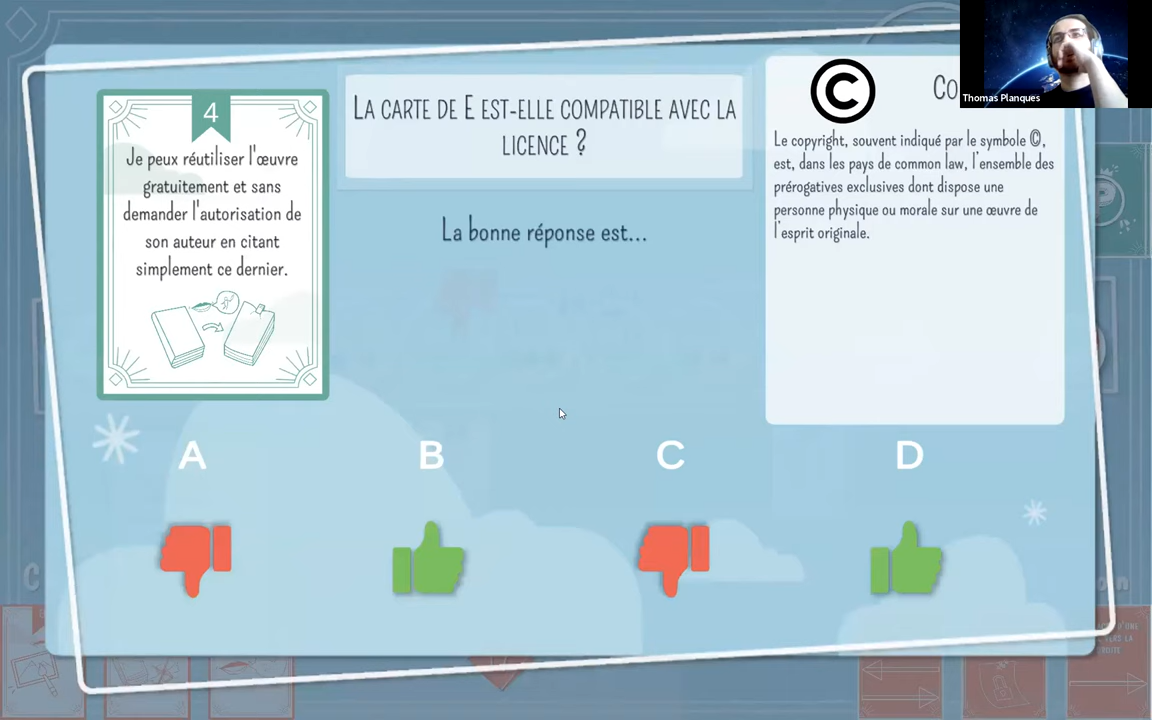 4
Je peux réutiliser l'œuvre
gratuitement et sans
demander l'autorisation de
son auteur en citant
simplement ce dernier.
La carte de E est-elle compatible avec la
licence ?
La bonne réponse est...
©
Co
Le copyright, souvent indiqué par le symbole ©,
est, dans les pays de common law, l'ensemble des
prérogatives exclusives dont dispose une
personne physique ou morale sur une œuvre de
l'esprit originale.
Thomas Planques
A
B
C
D